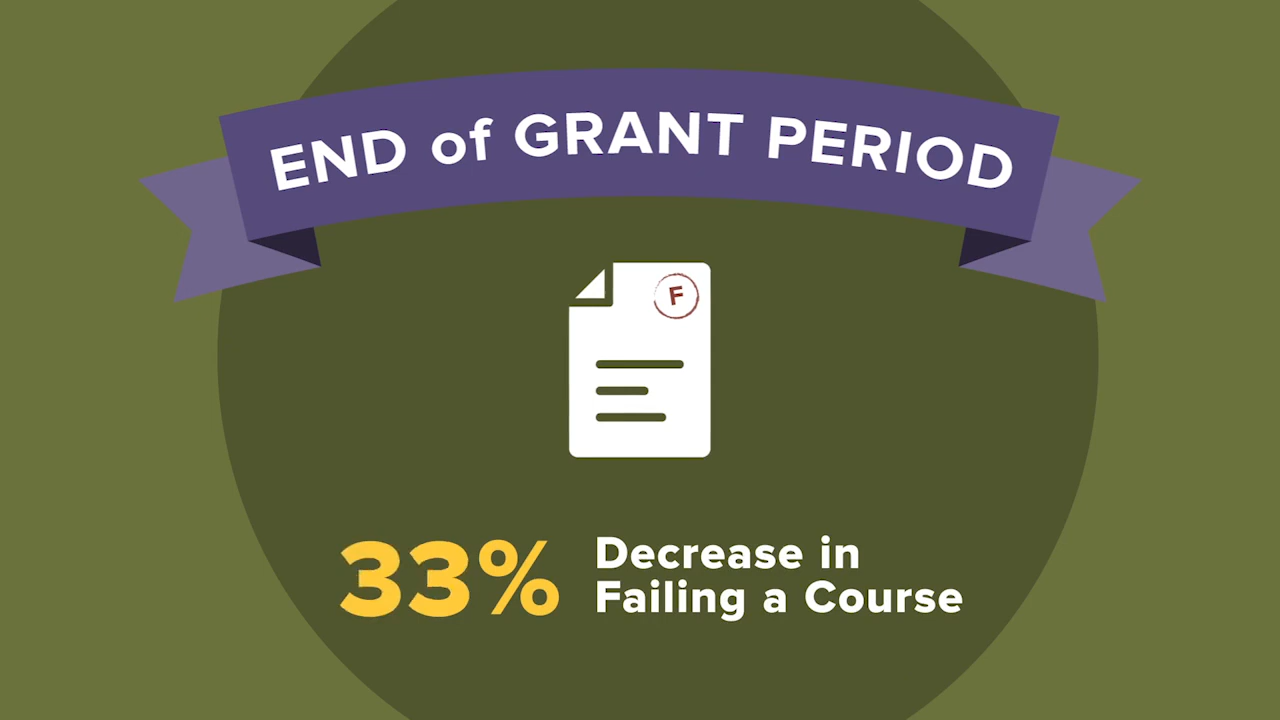 END of GRANT PERIOD
F
33%
Decrease in
Failing a Course